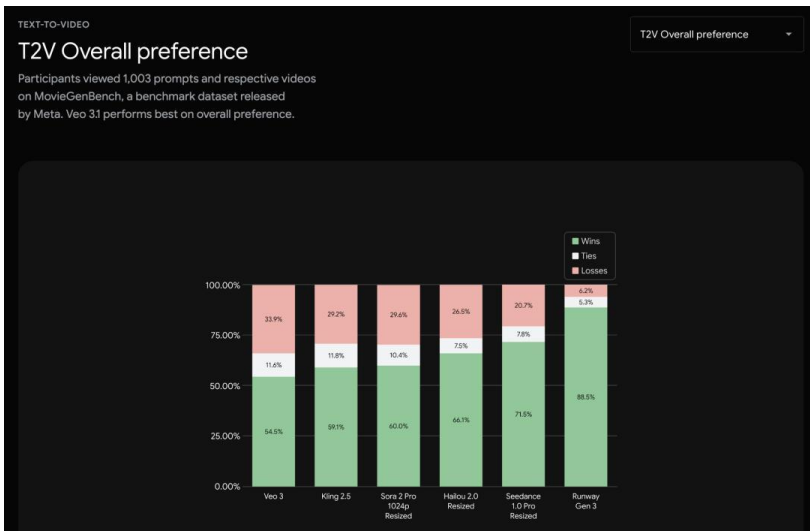 TEXT-TO-VIDEO
T2V Overall preference
T2V Overall preference
Participants viewed 1,003 prompts and respective videos
on MovieGenBench, a benchmark dataset released
by Meta. Veo 3.1 performs best on overall preference.
Wins
Ties
Losses
100.00%
75.00%
50.00%
25.00%
0.00%
33.9%
11.6%
54.5%
29.2%
11.8%
59.1%
29.6%
10.4%
60.0%
26.5%
7.5%
66.1%
20.7%
7.8%
71.5%
6.2%
5.3%
88.5%
Veo 3
Kling 2.5
Sora 2 Pro
1024p
Resized
Hailou 2.0
Resized
Seedance
1.0 Pro
Resized
Runway
Gen 3